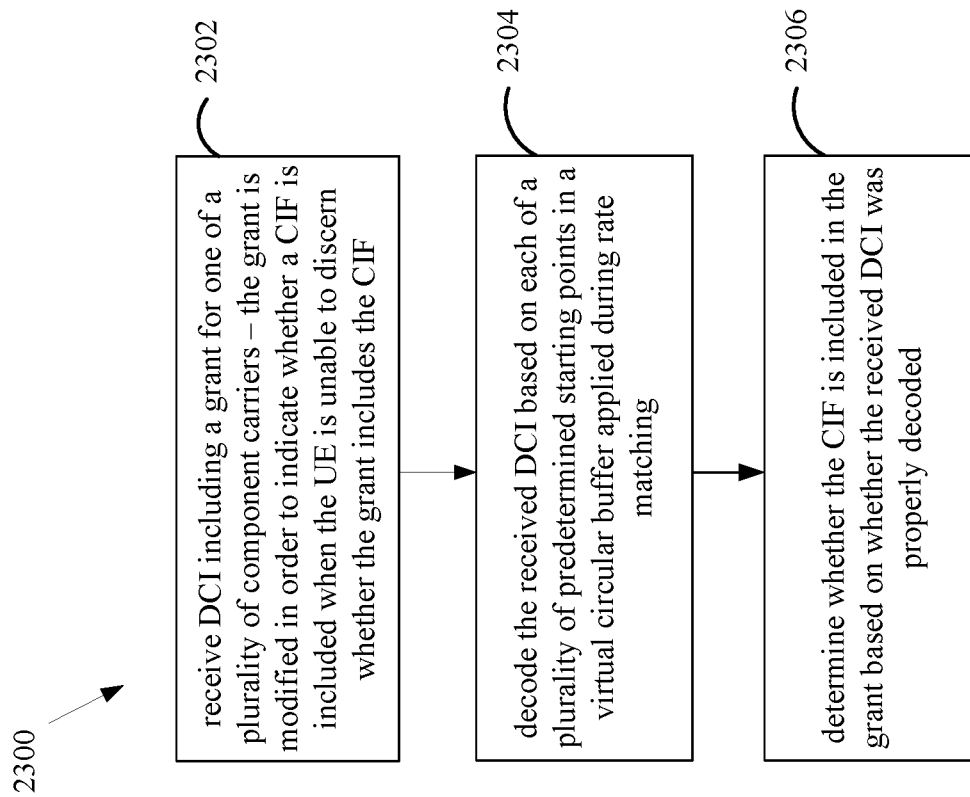 2300
2302
receive DCI including a grant for one of a
plurality of component carriers – the grant is
modified in order to indicate whether a CIF is
included when the UE is unable to discern
whether the grant includes the CIF
2304
decode the received DCI based on each of a
plurality of predetermined starting points in a
virtual circular buffer applied during rate
matching
2306
determine whether the CIF is included in the
grant based on whether the received DCI was
properly decoded